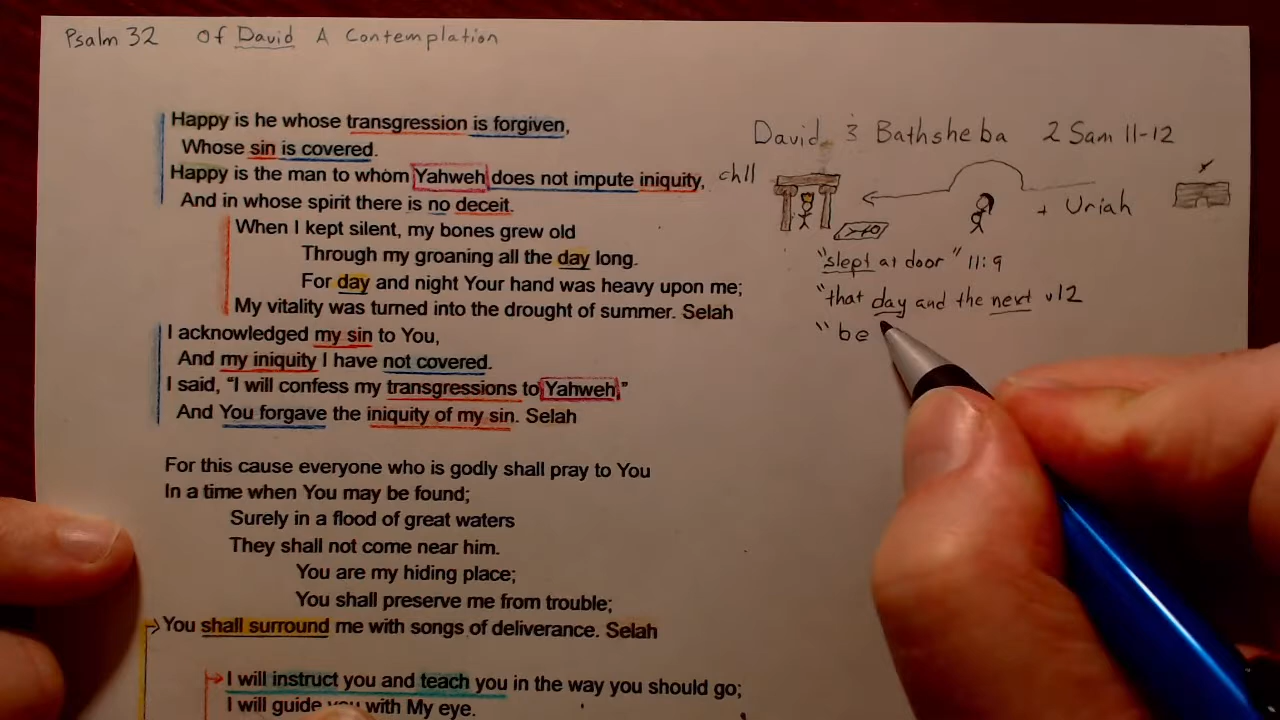 Psalm 32 Of David A Contemplation
Happy is he whose transgression is forgiven,
Whose sin is covered.
Happy is the man to whom Yahweh does not impute iniquity,
And in whose spirit there is no deceit.
When I kept silent, my bones grew old
Through my groaning all the day long.
For day and night Your hand was heavy upon me;
My vitality was turned into the drought of summer. Selah
I acknowledged my sin to You,
And my iniquity I have not covered.
I said, “I will confess my transgressions to Yahweh,”
And You forgave the iniquity of my sin. Selah
For this cause everyone who is godly shall pray to You
In a time when You may be found;
Surely in a flood of great waters
They shall not come near him.
You are my hiding place;
You shall preserve me from trouble;
You shall surround me with songs of deliverance. Selah
I will instruct you and teach you in the way you should go;
I will guide you with My eye.
David & Bathsheba 2 Sam 11-12
ch11
+ Uriah
"slept at door" 11:9
"that day and the next v12
"be